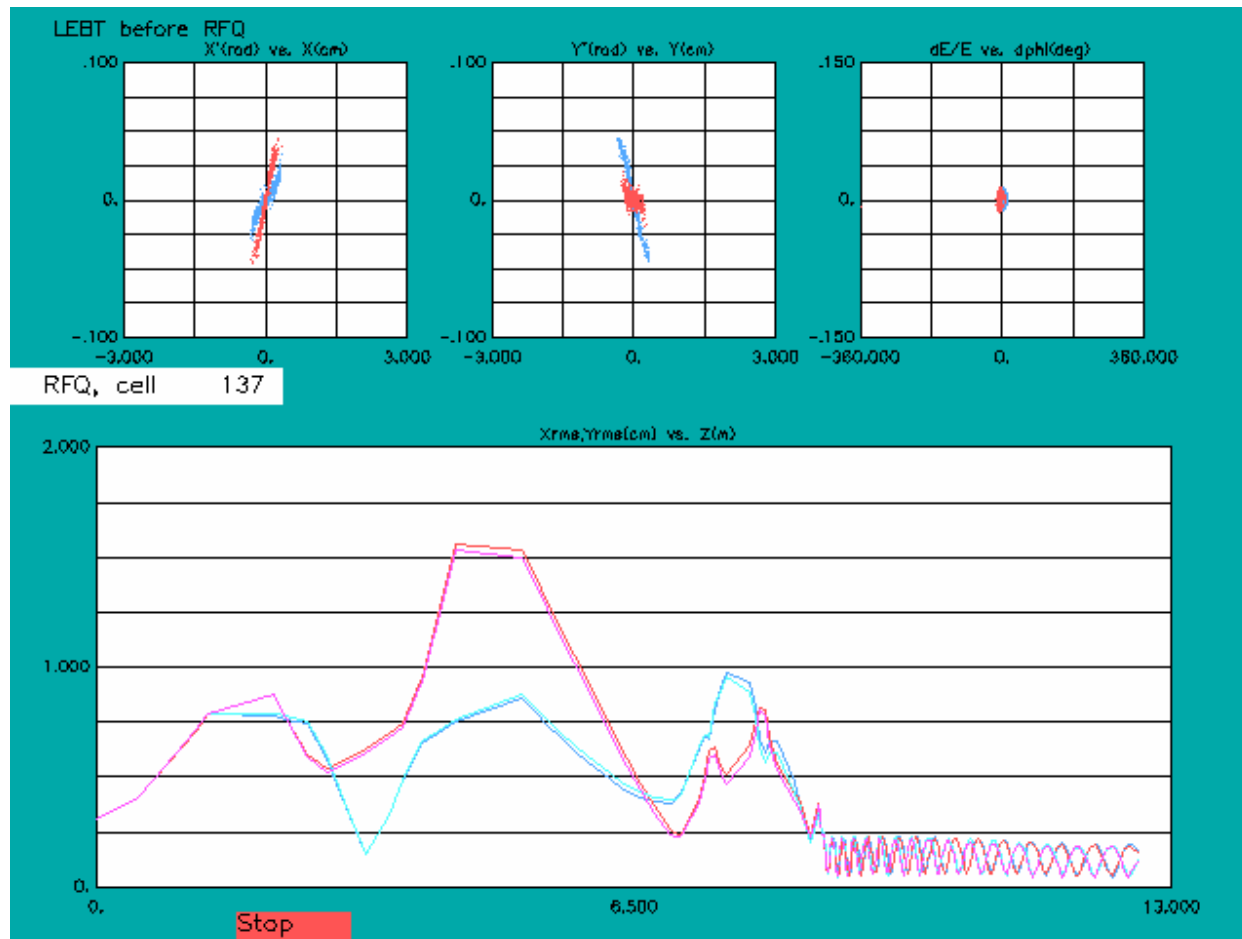 LEBT before RFQ
X'(rad) vs. X(cm)
Y'(rad) vs. Y(cm)
dE/E vs. dphi(deg)
.100
.100
.150
0.
0.
0.
-.100
-.100
-.150
-3.000 0. 3.000
-3.000 0. 3.000
-360.000 0. 360.000
RFQ, cell 137
Xrms,Yrms[cm] vs. Z(m)
2.000
1.000
0.
0. 6.500 13.000
Stop